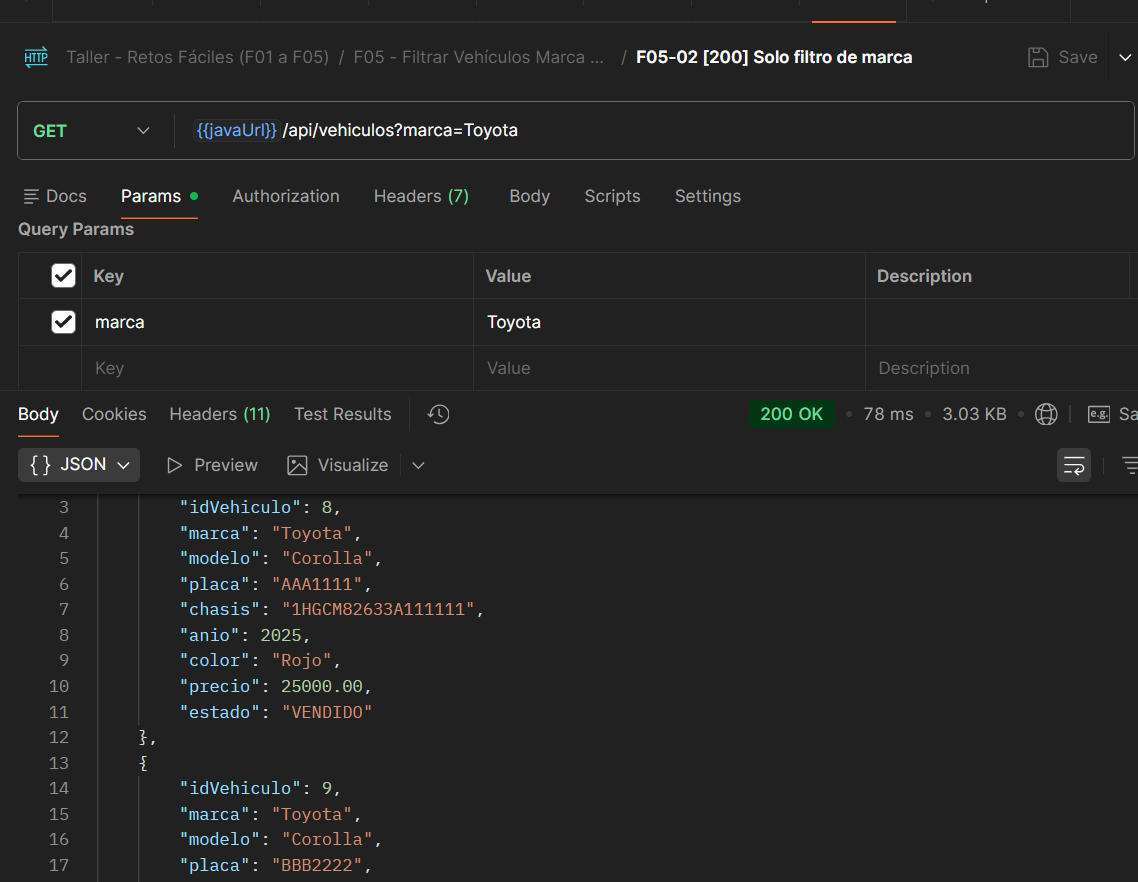 HTTP Taller - Retos Fáciles (F01 a F05) / F05 - Filtrar Vehículos Marca ... / F05-02 [200] Solo filtro de marca Save
GET {{javaUrl}} /api/vehiculos?marca=Toyota
Docs Params Authorization Headers (7) Body Scripts Settings
Query Params
Key Value Description
marca Toyota
Key Value Description
Body Cookies Headers (11) Test Results 200 OK • 78 ms • 3.03 KB • e.g. Sa
{} JSON Preview Visualize
3 "idVehiculo": 8,
4 "marca": "Toyota",
5 "modelo": "Corolla",
6 "placa": "AAA1111",
7 "chasis": "1HGCM82633A111111",
8 "anio": 2025,
9 "color": "Rojo",
10 "precio": 25000.00,
11 "estado": "VENDIDO"
12 },
13 {
14 "idVehiculo": 9,
15 "marca": "Toyota",
16 "modelo": "Corolla",
17 "placa": "BBB2222",